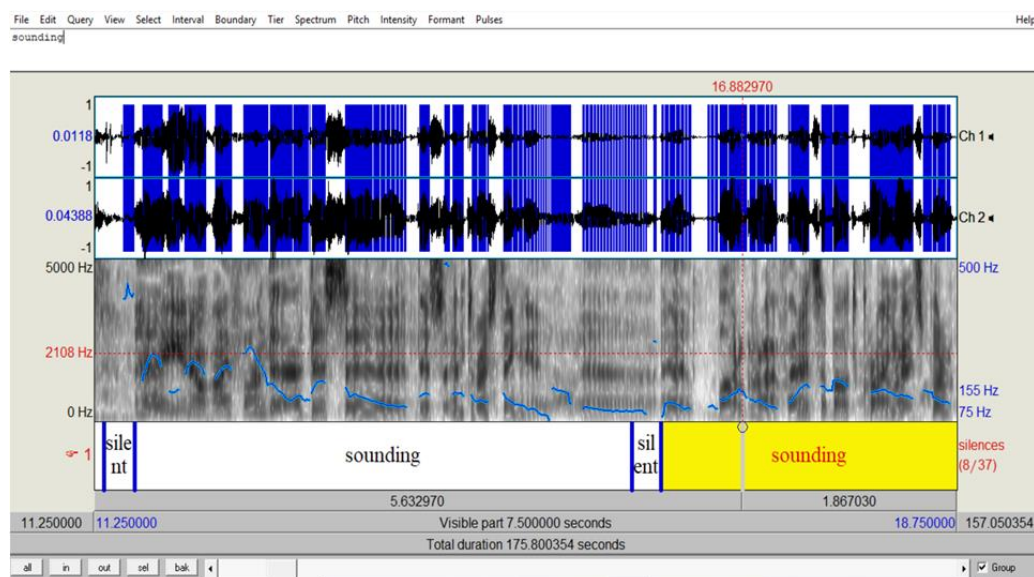 File Edit Query View Select Interval Boundary Tier Spectrum Pitch Intensity Formant Pulses Help
sounding
16.882970
1
0.0118
-1
Ch 1
1
0.04388
-1
Ch 2
5000 Hz
500 Hz
2108 Hz
155 Hz
0 Hz
75 Hz
1
sile
nt
sounding
sil
ent
sounding
silences
(8/37)
5.632970 1.867030
11.250000 11.250000 Visible part 7.500000 seconds 18.750000 157.050354
Total duration 175.800354 seconds
all in out sel bak Group